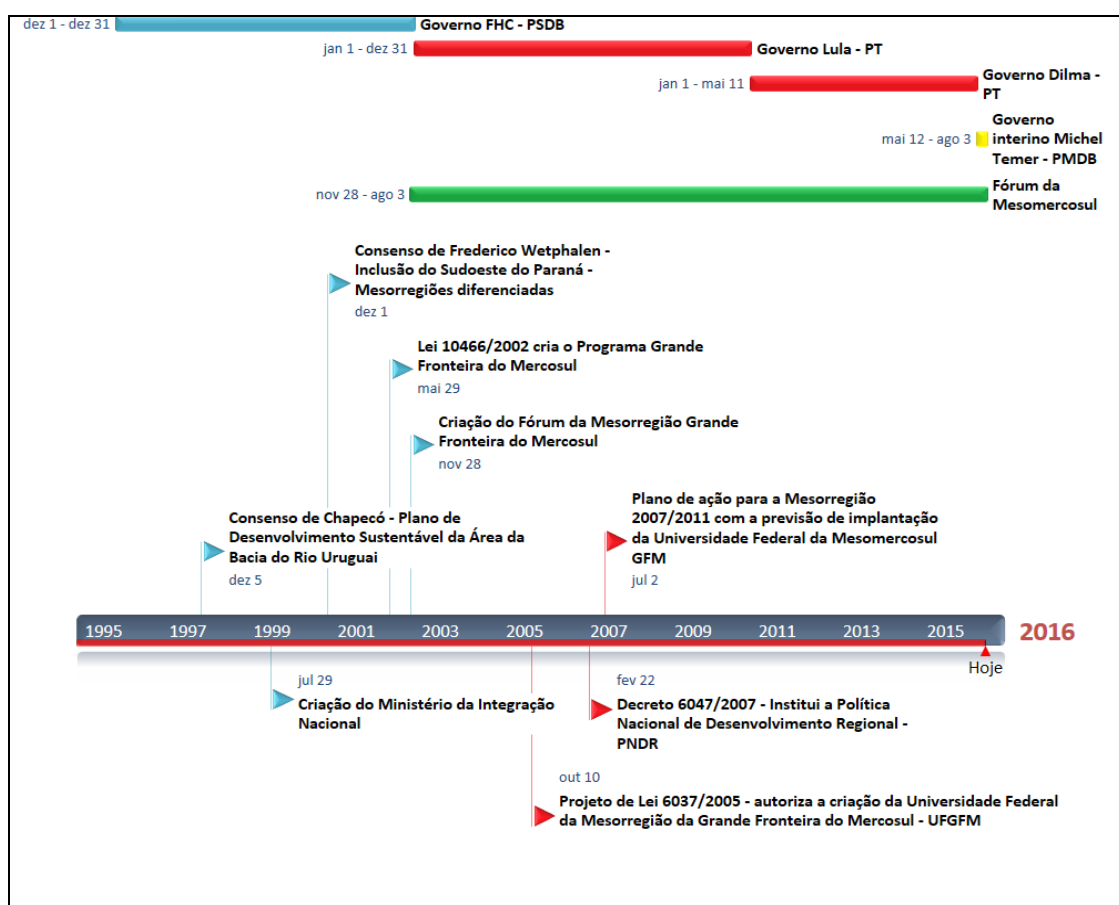 dez 1 - dez 31
Governo FHC - PSDB
jan 1 - dez 31
Governo Lula - PT
jan 1 - mai 11
Governo Dilma -
PT
mai 12 - ago 3
Governo
interino Michel
Temer - PMDB
nov 28 - ago 3
Fórum da
Mesomercosul
Consenso de Frederico Wetphalen -
Inclusão do Sudoeste do Paraná -
Mesorregiões diferenciadas
dez 1
Lei 10466/2002 cria o Programa Grande
Fronteira do Mercosul
mai 29
Criação do Fórum da Mesorregião Grande
Fronteira do Mercosul
nov 28
Plano de ação para a Mesorregião
2007/2011 com a previsão de implantação
da Universidade Federal da Mesomercosul
GFM
jul 2
Consenso de Chapecó - Plano de
Desenvolvimento Sustentável da Área da
Bacia do Rio Uruguai
dez 5
1995 1997 1999 2001 2003 2005 2007 2009 2011 2013 2015 2016
Hoje
jul 29
Criação do Ministério da Integração
Nacional
fev 22
Decreto 6047/2007 - Institui a Política
Nacional de Desenvolvimento Regional -
PNDR
out 10
Projeto de Lei 6037/2005 - autoriza a criação da Universidade Federal
da Mesorregião da Grande Fronteira do Mercosul - UFGFM